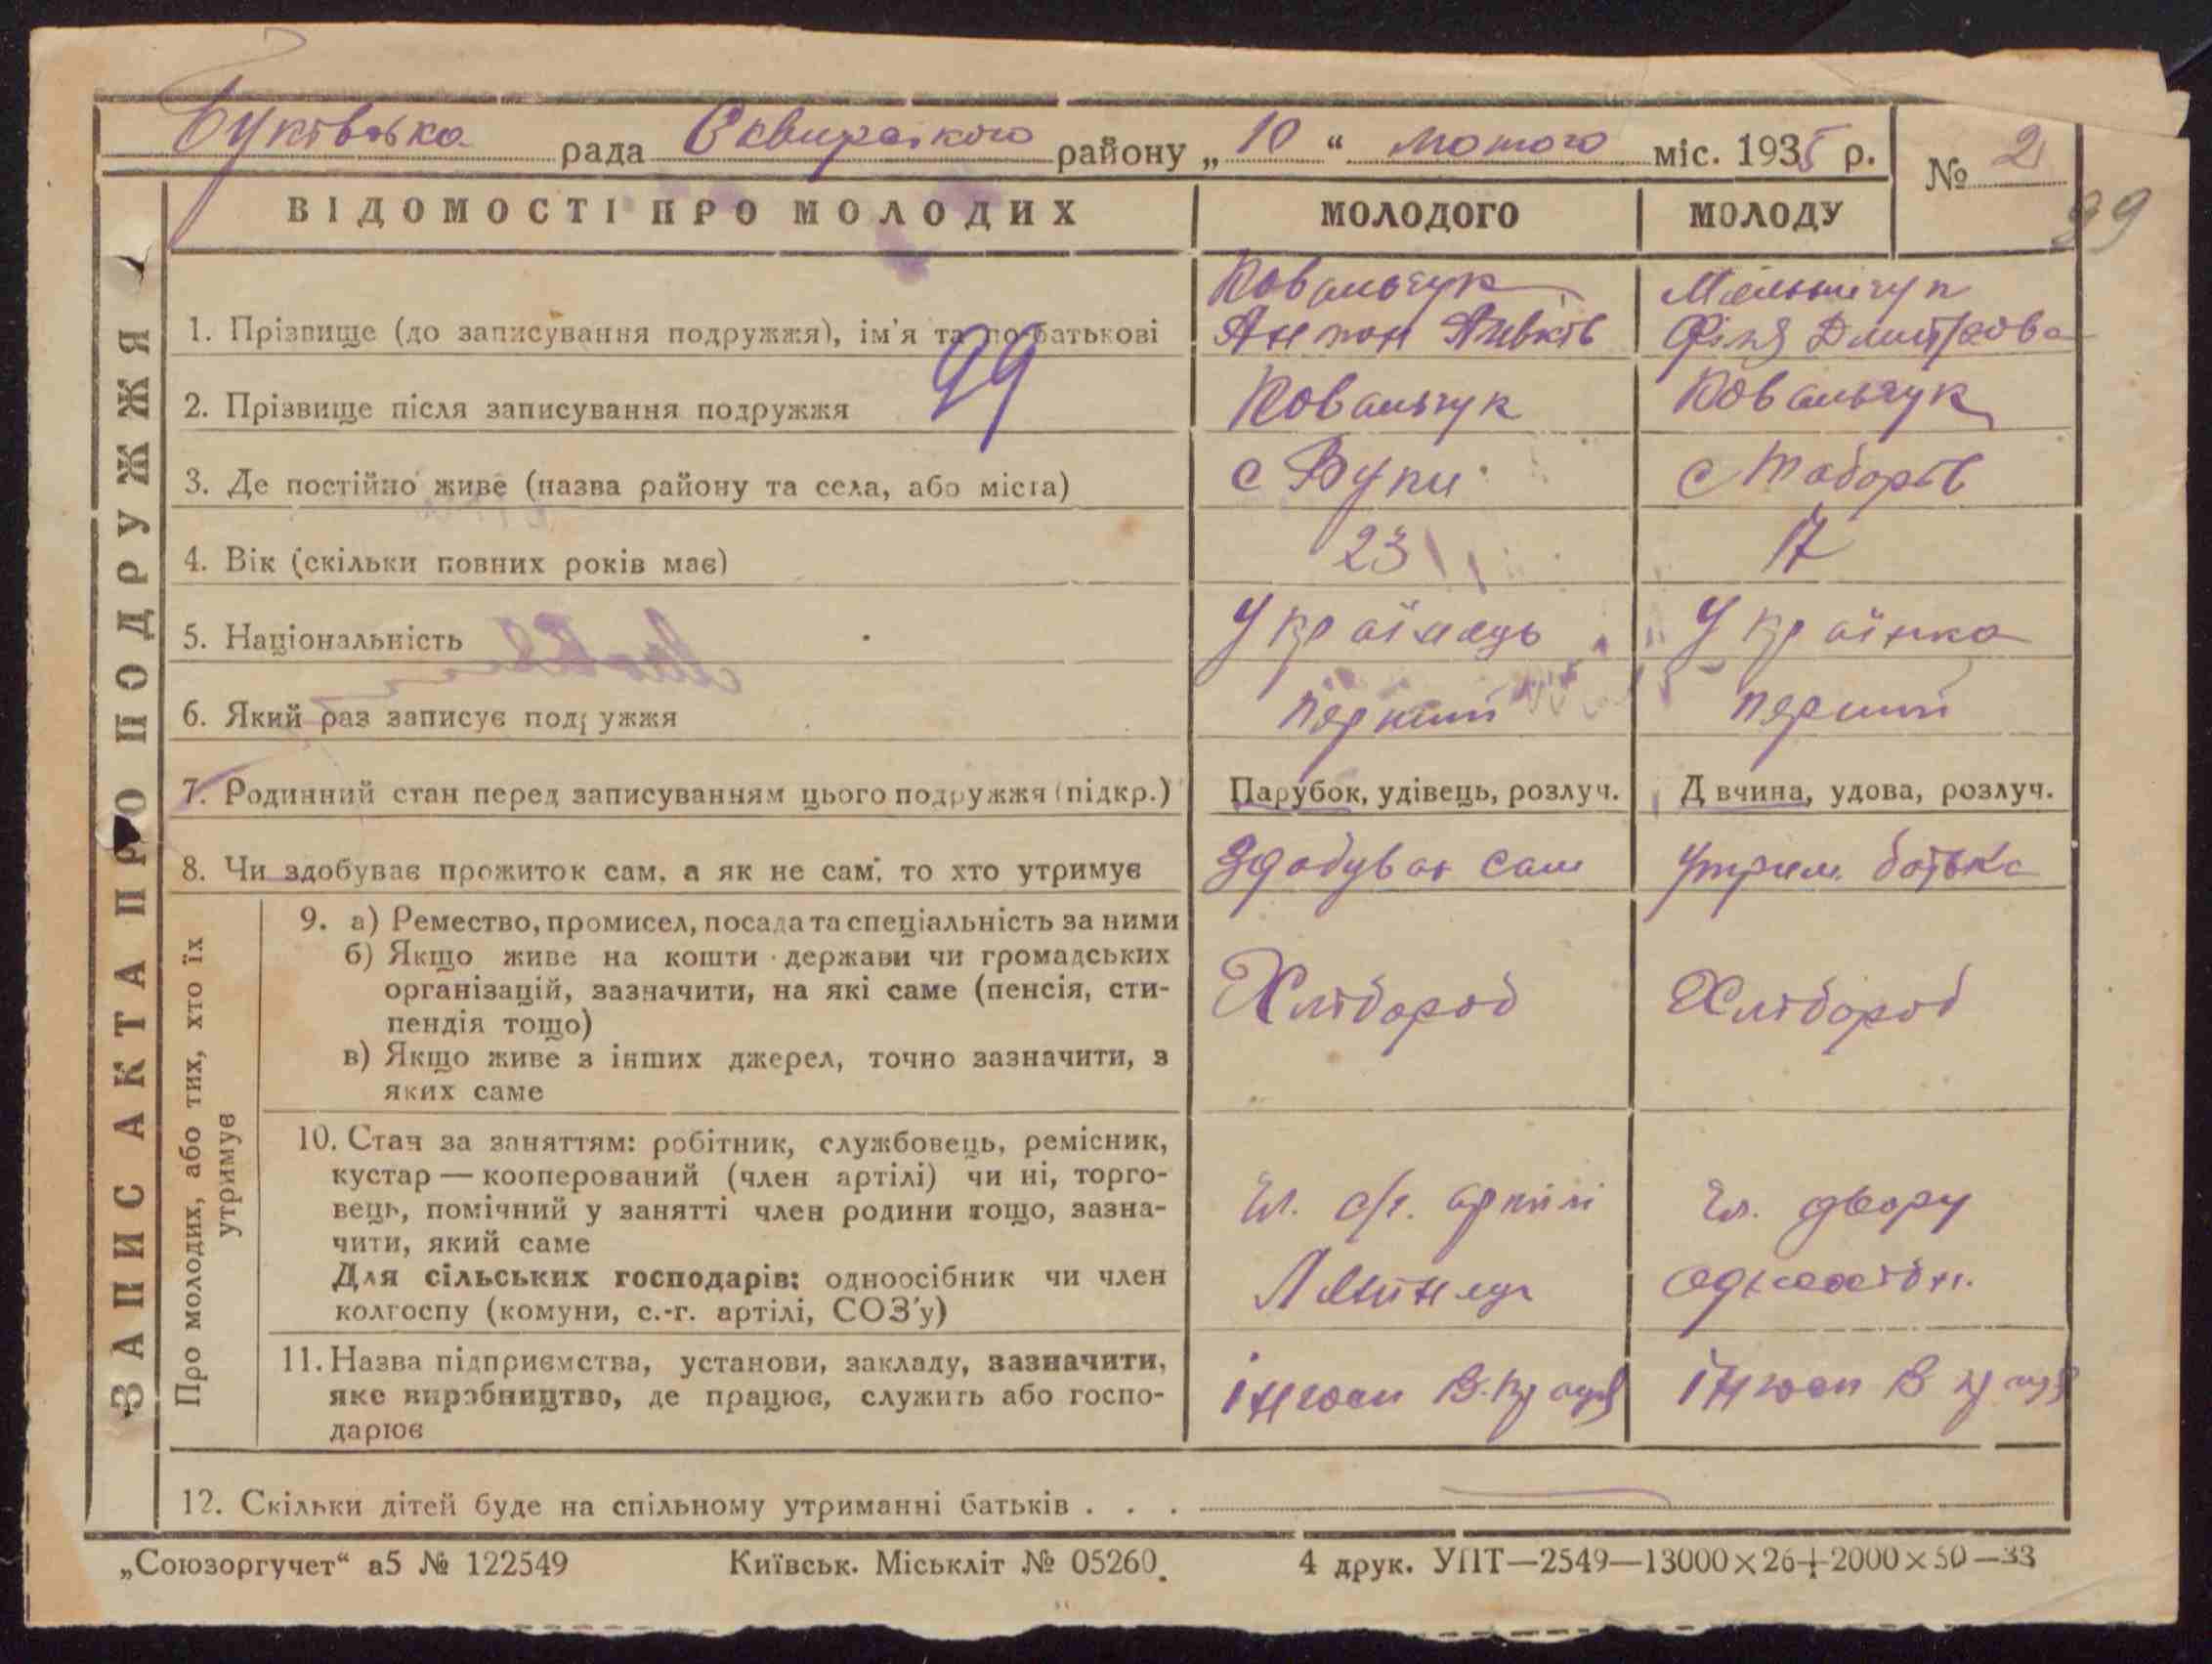 Буківська рада Сквирського району „ 10 “ лютого міс. 1935 р.
№ 2
99
ВІДОМОСТІ ПРО МОЛОДИХ
МОЛОДОГО
МОЛОДУ
ЗАПИС АКТА ПРО ПОДРУЖЖЯ
1. Прізвище (до записування подружжя), ім'я та по-батькові
Ковальчук
Антон
Мельничук
Дмитрова
99
2. Прізвище після записування подружжя
Ковальчук
Ковальчук
3. Де постійно живе (назва району та села, або міста)
с Буки
с Таборів
4. Вік (скільки повних років має)
23
17
5. Національність
Українець
Українка
6. Який раз записує подружжя
перший
перший
7. Родинний стан перед записуванням цього подружжя (підкр.)
Парубок, удівець, розлуч.
Д вчина, удова, розлуч.
8. Чи здобуває прожиток сам, а як не сам, то хто утримує
Здобуває сам
Утрим. батька
Про молодих, або тих, хто їх
утримує
9. а) Ремество, промисел, посада та спеціальність за ними
б) Якщо живе на кошти держави чи громадських
організацій, зазначити, на які саме (пенсія, сти-
пендія тощо)
в) Якщо живе з інших джерел, точно зазначити, з
яких саме
Хлібороб
Хлібороб
10. Стан за заняттям: робітник, службовець, ремісник,
кустар — кооперований (член артілі) чи ні, торго-
вець, помічний у занятті член родини тощо, зазна-
чити, який саме
Для сільських господарів: одноосібник чи член
колгоспу (комуни, с.-г. артілі, СОЗ'у)
Чл. с/г. артілі
Чл. двору
одноосібн.
11. Назва підприємства, установи, закладу, зазначити,
яке виробництво, де працює, служить або госпо-
дарює
12. Скільки дітей буде на спільному утриманні батьків . . .
„Союзоргучет“ а5 № 122549 Київськ. Міськліт № 05260. 4 друк. УПТ—2549—13000×26+2000×50—33